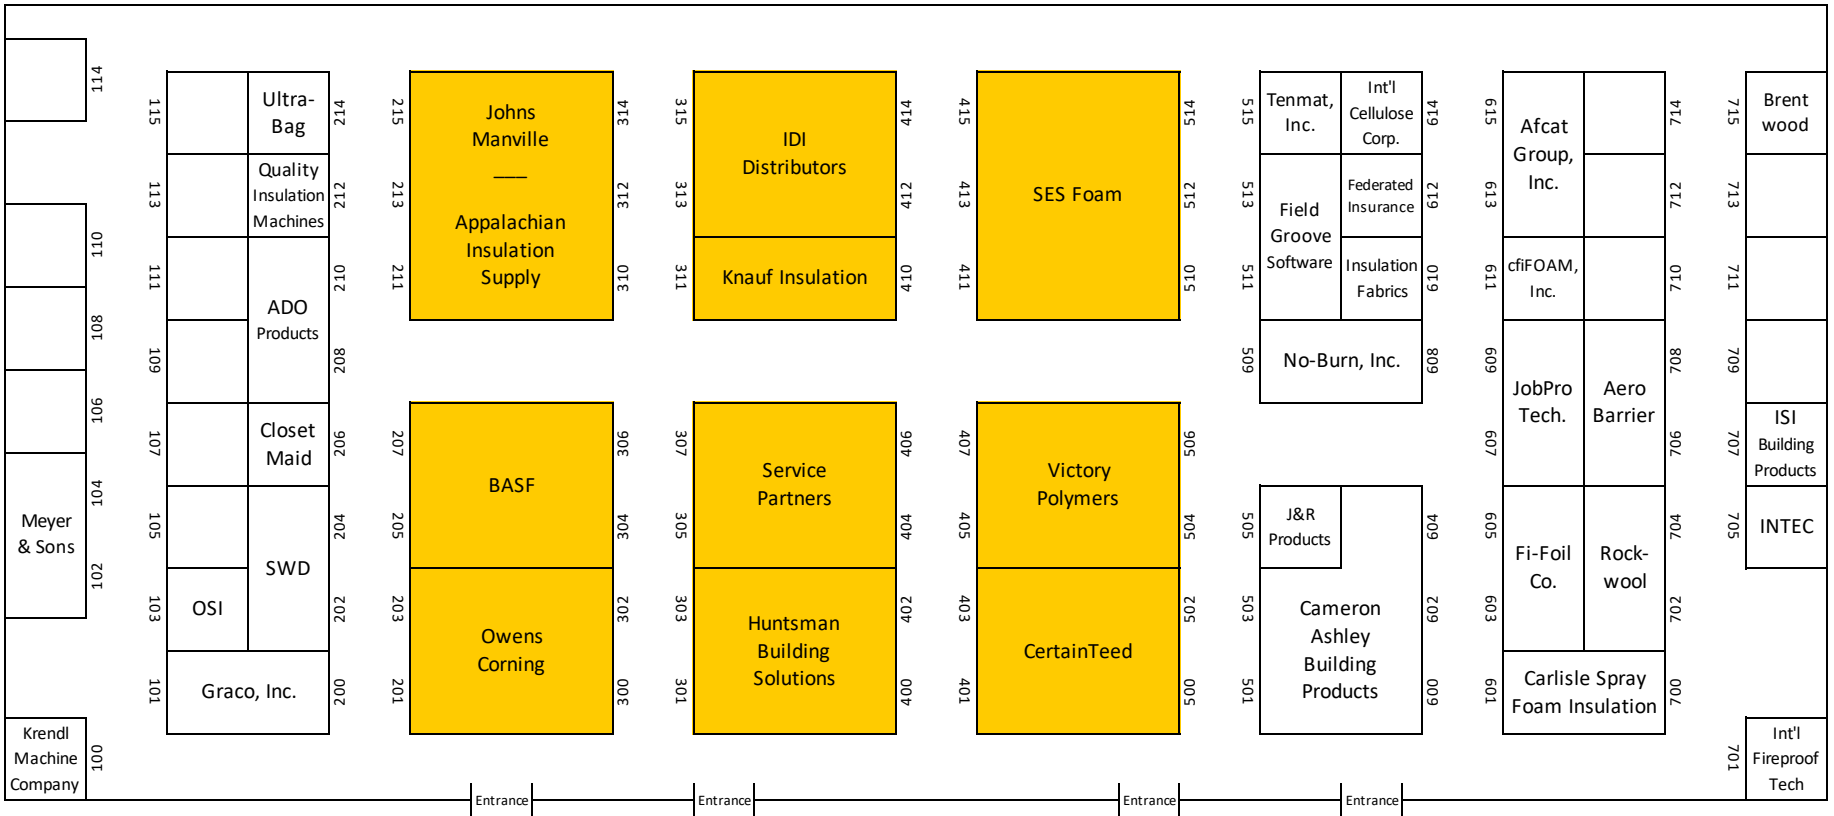 114
110
108
106
104
102
100
Meyer
& Sons
Krendl
Machine
Company
115
113
111
109
107
105
103
101
Ultra-
Bag
Quality
Insulation
Machines
ADO
Products
Closet
Maid
SWD
OSI
Graco, Inc.
214
212
210
208
206
204
202
200
215
213
211
207
205
203
201
Johns
Manville
___
Appalachian
Insulation
Supply
BASF
Owens
Corning
314
312
310
306
304
302
300
315
313
311
307
305
303
301
IDI
Distributors
Knauf Insulation
Service
Partners
Huntsman
Building
Solutions
414
412
410
406
404
402
400
415
413
411
407
405
403
401
SES Foam
Victory
Polymers
CertainTeed
514
512
510
506
504
502
500
515
513
511
509
505
503
501
Tenmat,
Inc.
Int'l
Cellulose
Corp.
Field
Groove
Software
Federated
Insurance
Insulation
Fabrics
No-Burn, Inc.
J&R
Products
Cameron
Ashley
Building
Products
614
612
610
608
604
602
600
615
613
611
609
607
605
603
601
Afcat
Group,
Inc.
cfiFOAM,
Inc.
JobPro
Tech.
Aero
Barrier
Fi-Foil
Co.
Rock-
wool
Carlisle Spray
Foam Insulation
714
712
710
708
706
704
702
700
715
713
711
709
707
705
701
Brent
wood
ISI
Building
Products
INTEC
Int'l
Fireproof
Tech
Entrance
Entrance
Entrance
Entrance